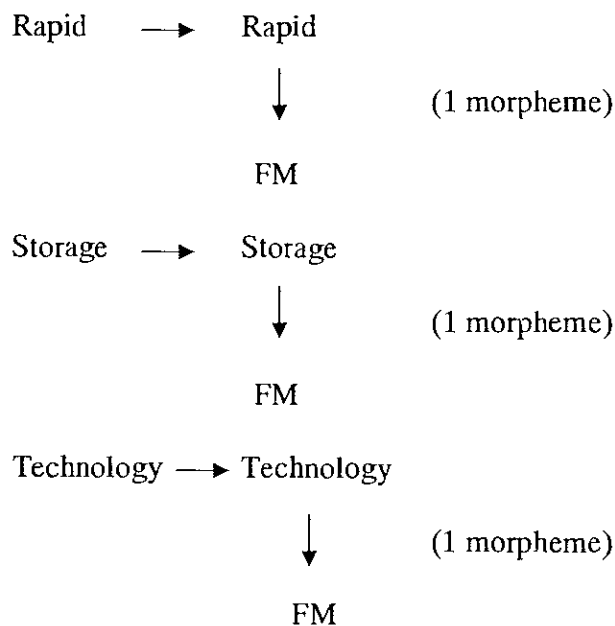 Rapid → Rapid
(1 morpheme)
FM
Storage → Storage
(1 morpheme)
FM
Technology → Technology
(1 morpheme)
FM